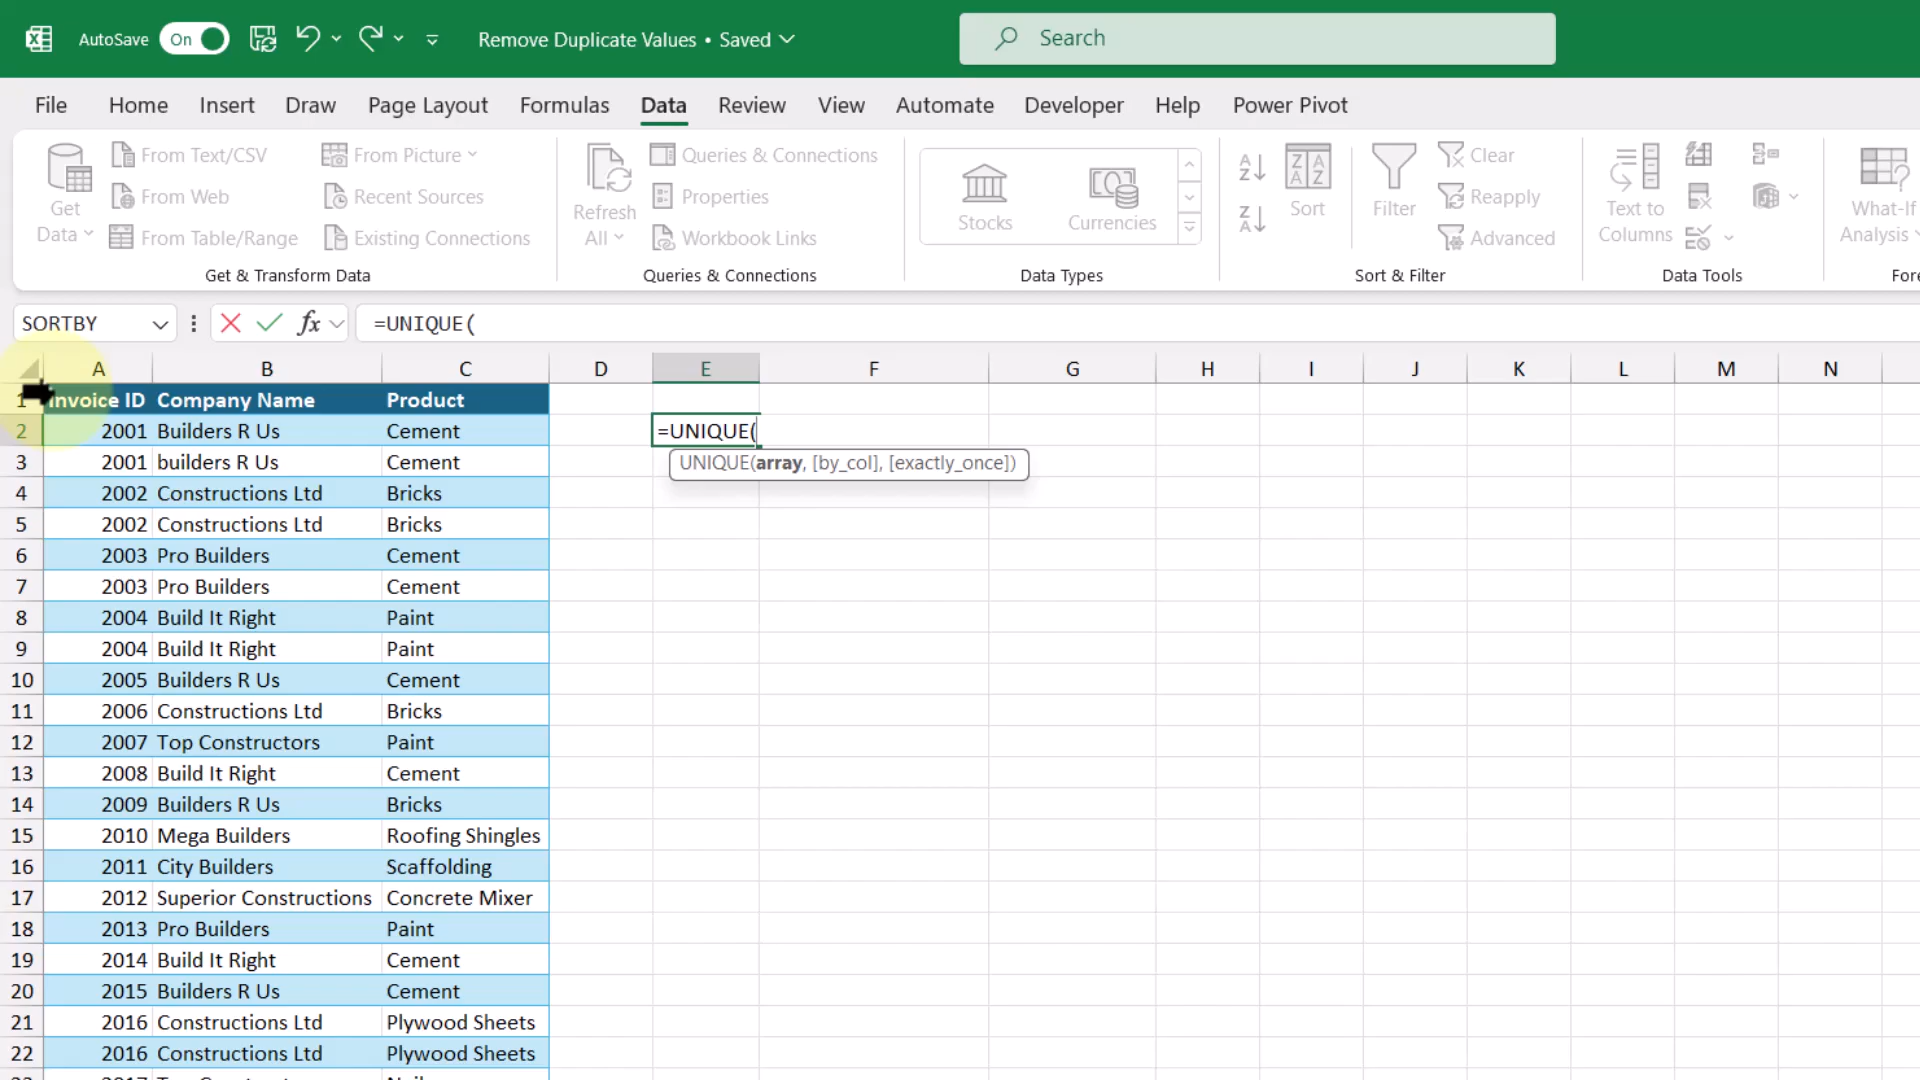 AutoSave On Remove Duplicate Values • Saved Search
File Home Insert Draw Page Layout Formulas Data Review View Automate Developer Help Power Pivot
Get Data
From Text/CSV
From Web
From Table/Range
From Picture
Recent Sources
Existing Connections
Get & Transform Data
Refresh All
Queries & Connections
Properties
Workbook Links
Queries & Connections
Stocks Currencies
Data Types
Sort
Filter
Clear
Reapply
Advanced
Sort & Filter
Text to Columns
Data Tools
What-If Analysis
Fore
SORTBY fx =UNIQUE(
A B C D E F G H I J K L M N
1 Invoice ID Company Name Product
2 2001 Builders R Us Cement =UNIQUE(
UNIQUE(array, [by_col], [exactly_once])
3 2001 builders R Us Cement
4 2002 Constructions Ltd Bricks
5 2002 Constructions Ltd Bricks
6 2003 Pro Builders Cement
7 2003 Pro Builders Cement
8 2004 Build It Right Paint
9 2004 Build It Right Paint
10 2005 Builders R Us Cement
11 2006 Constructions Ltd Bricks
12 2007 Top Constructors Paint
13 2008 Build It Right Cement
14 2009 Builders R Us Bricks
15 2010 Mega Builders Roofing Shingles
16 2011 City Builders Scaffolding
17 2012 Superior Constructions Concrete Mixer
18 2013 Pro Builders Paint
19 2014 Build It Right Cement
20 2015 Builders R Us Cement
21 2016 Constructions Ltd Plywood Sheets
22 2016 Constructions Ltd Plywood Sheets